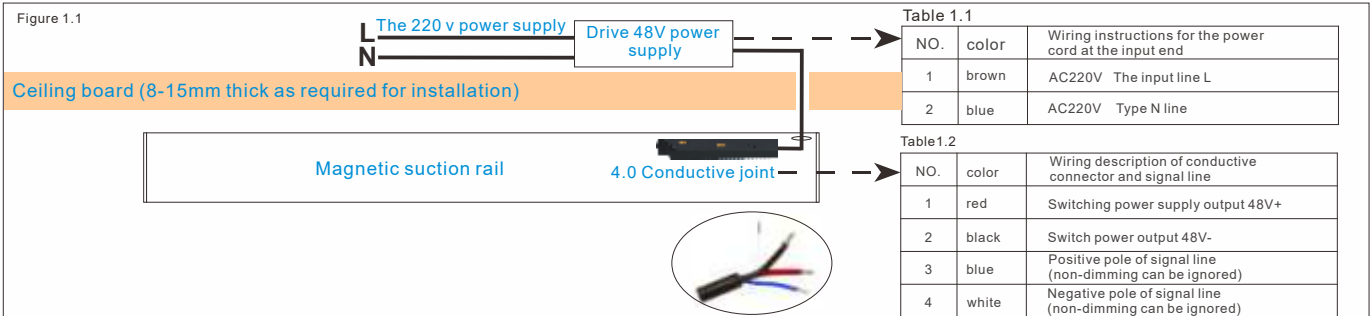 Figure 1.1
L
The 220 v power supply
N
Drive 48V power
supply
Ceiling board (8-15mm thick as required for installation)
Magnetic suction rail
4.0 Conductive joint
Table 1.1
NO. color Wiring instructions for the power
cord at the input end
1 brown AC220V The input line L
2 blue AC220V Type N line
Table1.2
NO. color Wiring description of conductive
connector and signal line
1 red Switching power supply output 48V+
2 black Switch power output 48V-
3 blue Positive pole of signal line
(non-dimming can be ignored)
4 white Negative pole of signal line
(non-dimming can be ignored)